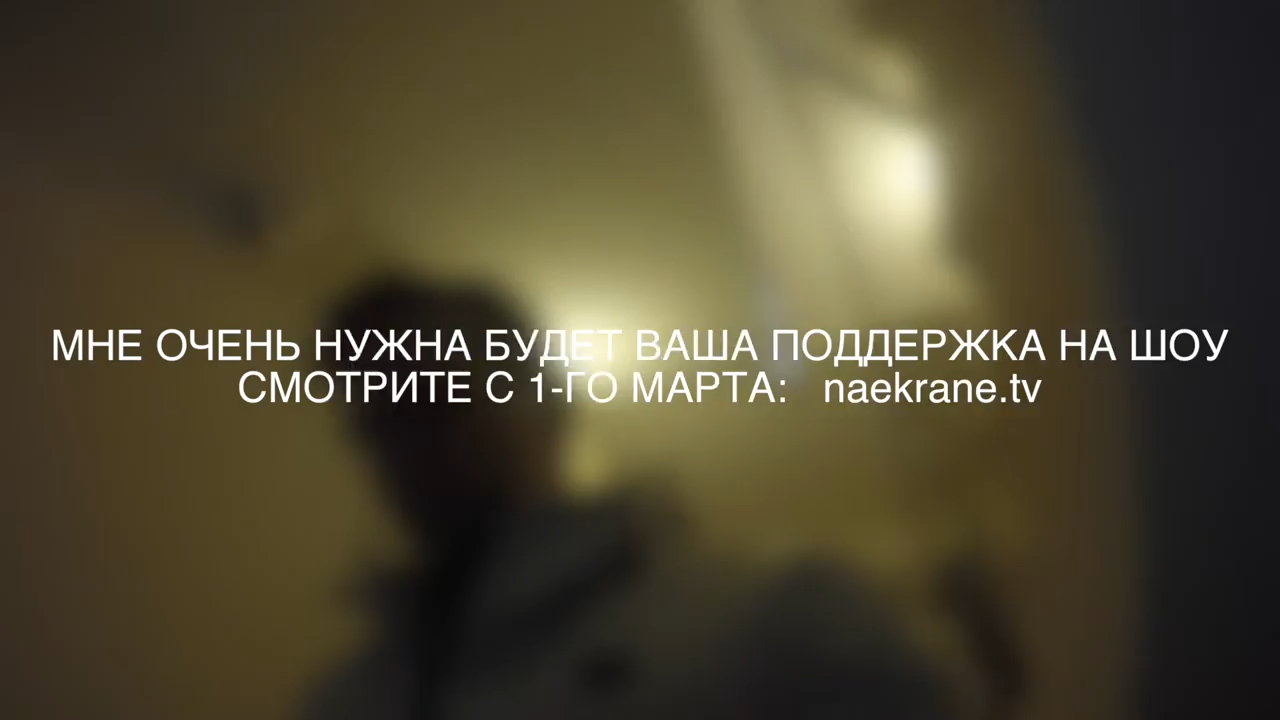 МНЕ ОЧЕНЬ НУЖНА БУДЕТ ВАША ПОДДЕРЖКА НА ШОУ
СМОТРИТЕ С 1-ГО МАРТА: naekrane.tv